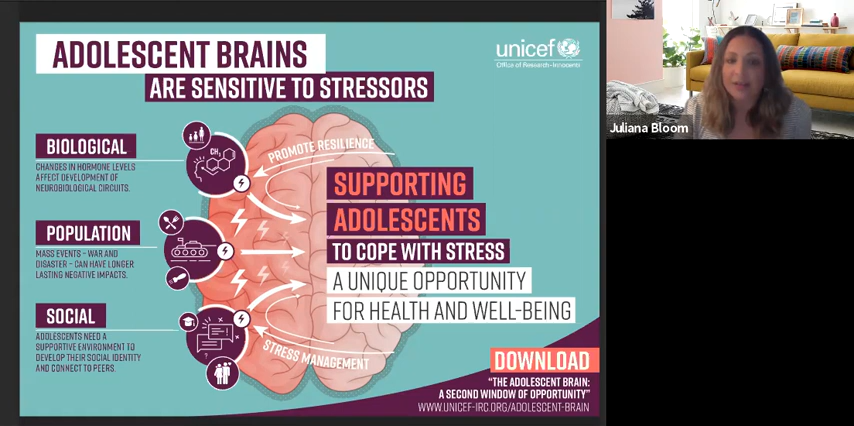 ADOLESCENT BRAINS
ARE SENSITIVE TO STRESSORS
unicef
Office of Research-Innocenti
Juliana Bloom
BIOLOGICAL
CHANGES IN HORMONE LEVELS
AFFECT DEVELOPMENT OF
NEUROBIOLOGICAL CIRCUITS.
CH₃
PROMOTE RESILIENCE
POPULATION
MASS EVENTS - WAR AND
DISASTER - CAN HAVE LONGER
LASTING NEGATIVE IMPACTS.
SOCIAL
ADOLESCENTS NEED A
SUPPORTIVE ENVIRONMENT TO
DEVELOP THEIR SOCIAL IDENTITY
AND CONNECT TO PEERS.
SUPPORTING
ADOLESCENTS
TO COPE WITH STRESS
A UNIQUE OPPORTUNITY
FOR HEALTH AND WELL-BEING
STRESS MANAGEMENT
DOWNLOAD
"THE ADOLESCENT BRAIN:
A SECOND WINDOW OF OPPORTUNITY"
WWW.UNICEF-IRC.ORG/ADOLESCENT-BRAIN